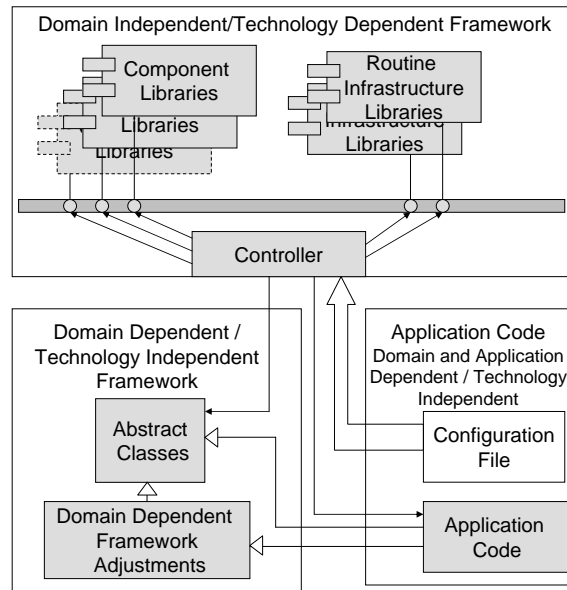 Domain Independent/Technology Dependent Framework
Component
Libraries
Libraries
Libraries
Routine
Infrastructure
Libraries
Infrastructure
Libraries
Controller
Domain Dependent /
Technology Independent
Framework
Abstract
Classes
Domain Dependent
Framework
Adjustments
Application Code
Domain and Application
Dependent / Technology
Independent
Configuration
File
Application
Code